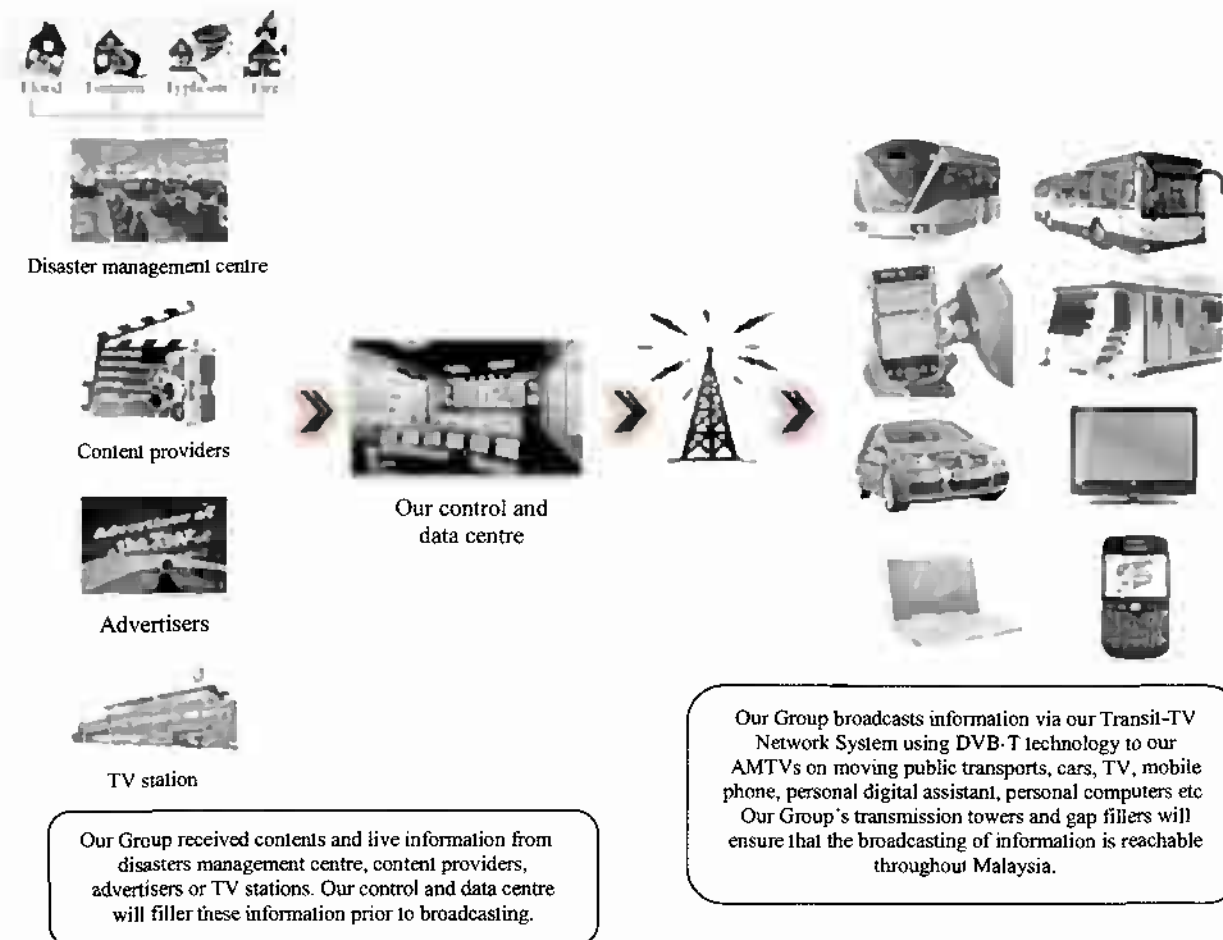 Disaster management centre
Content providers
Advertisers
TV station
Our control and
data centre
Our Group received contents and live information from
disasters management centre, content providers,
advertisers or TV stations. Our control and data centre
will filler these information prior to broadcasting.
Our Group broadcasts information via our Transit-TV
Network System using DVB-T technology to our
AMTVs on moving public transports, cars, TV, mobile
phone, personal digital assistant, personal computers etc
Our Group's transmission towers and gap fillers will
ensure that the broadcasting of information is reachable
throughout Malaysia.